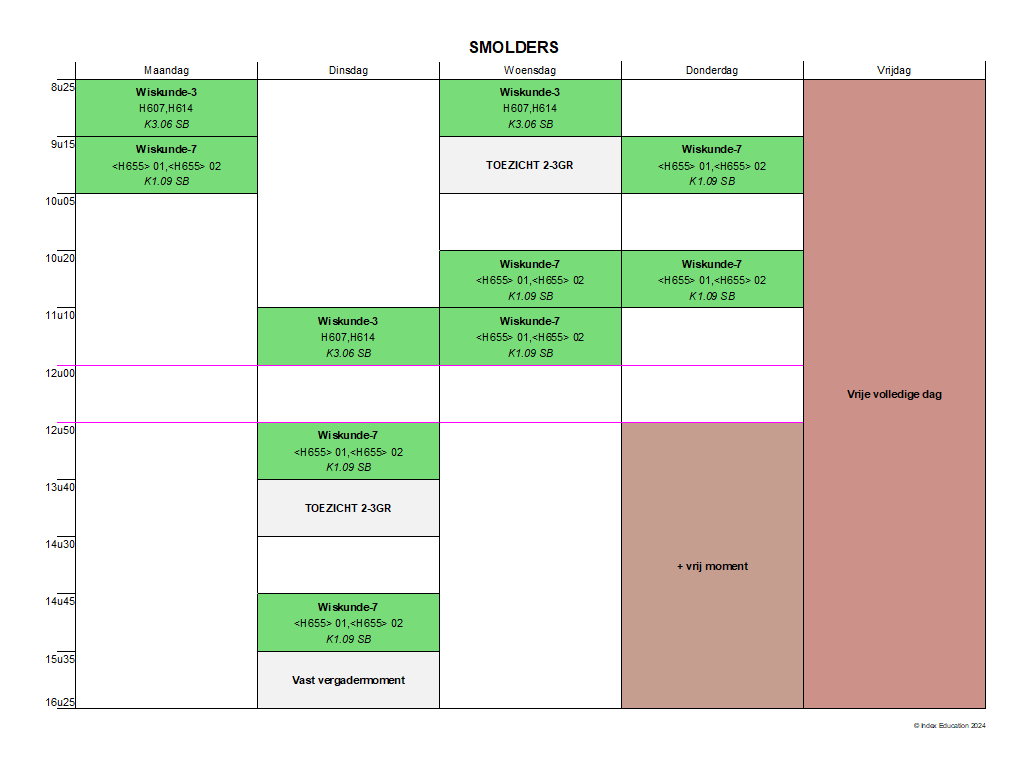 SMOLDERS
Maandag Dinsdag Woensdag Donderdag Vrijdag
8u25
Wiskunde-3
H607,H614
K3.06 SB
Wiskunde-3
H607,H614
K3.06 SB
9u15
Wiskunde-7
<H655> 01,<H655> 02
K1.09 SB
TOEZICHT 2-3GR
Wiskunde-7
<H655> 01,<H655> 02
K1.09 SB
10u05
10u20
Wiskunde-7
<H655> 01,<H655> 02
K1.09 SB
Wiskunde-7
<H655> 01,<H655> 02
K1.09 SB
11u10
Wiskunde-3
H607,H614
K3.06 SB
Wiskunde-7
<H655> 01,<H655> 02
K1.09 SB
12u00
Vrije volledige dag
12u50
Wiskunde-7
<H655> 01,<H655> 02
K1.09 SB
13u40
TOEZICHT 2-3GR
14u30
+ vrij moment
14u45
Wiskunde-7
<H655> 01,<H655> 02
K1.09 SB
15u35
Vast vergadermoment
16u25
© Index Education 2024